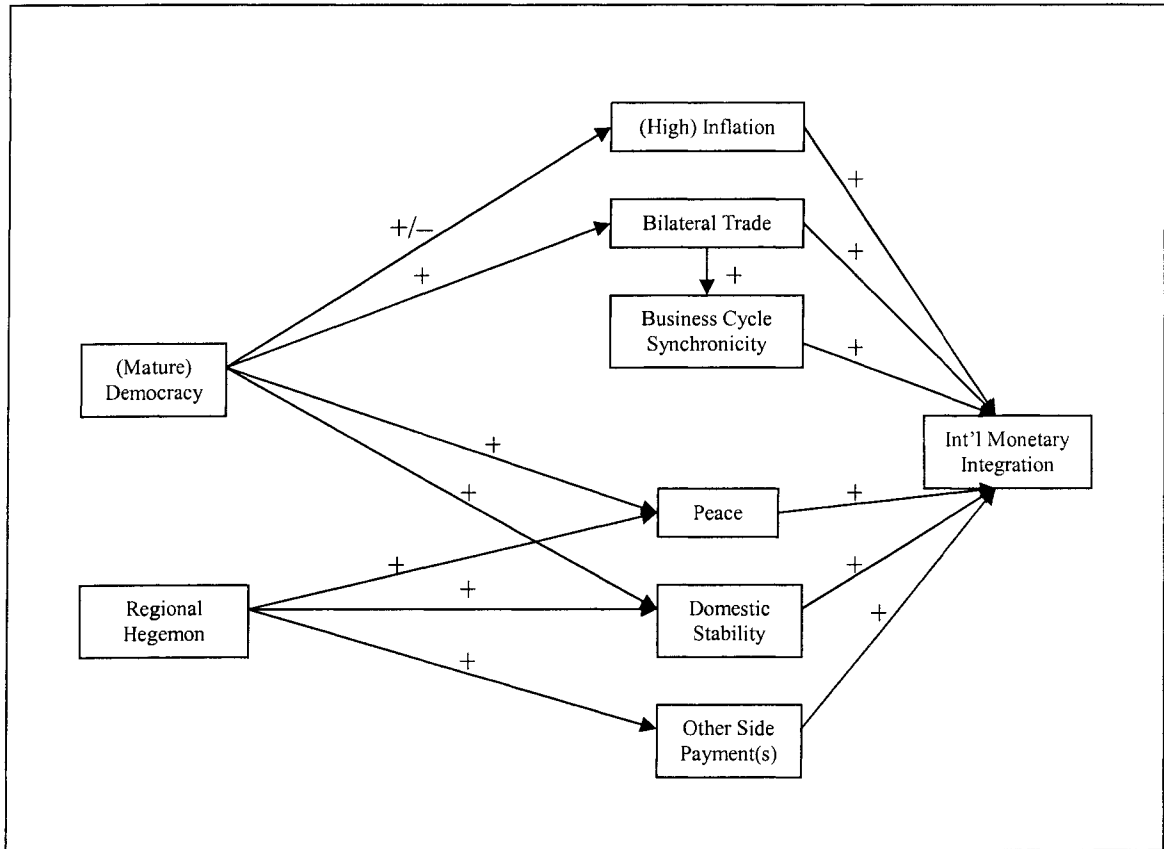 (High) Inflation
+
+/–
Bilateral Trade
+
+
+
Business Cycle
Synchronicity
+
(Mature)
Democracy
Int'l Monetary
Integration
+
+
Peace
+
+
+
Domestic
Stability
+
Regional
Hegemon
+
+
Other Side
Payment(s)